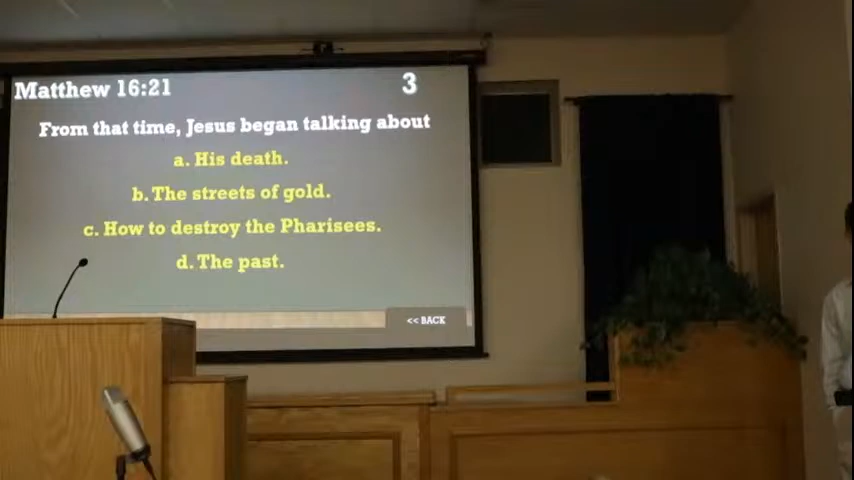 Matthew 16:21
3
From that time, Jesus began talking about
a. His death.
b. The streets of gold.
c. How to destroy the Pharisees.
d. The past.
<< BACK